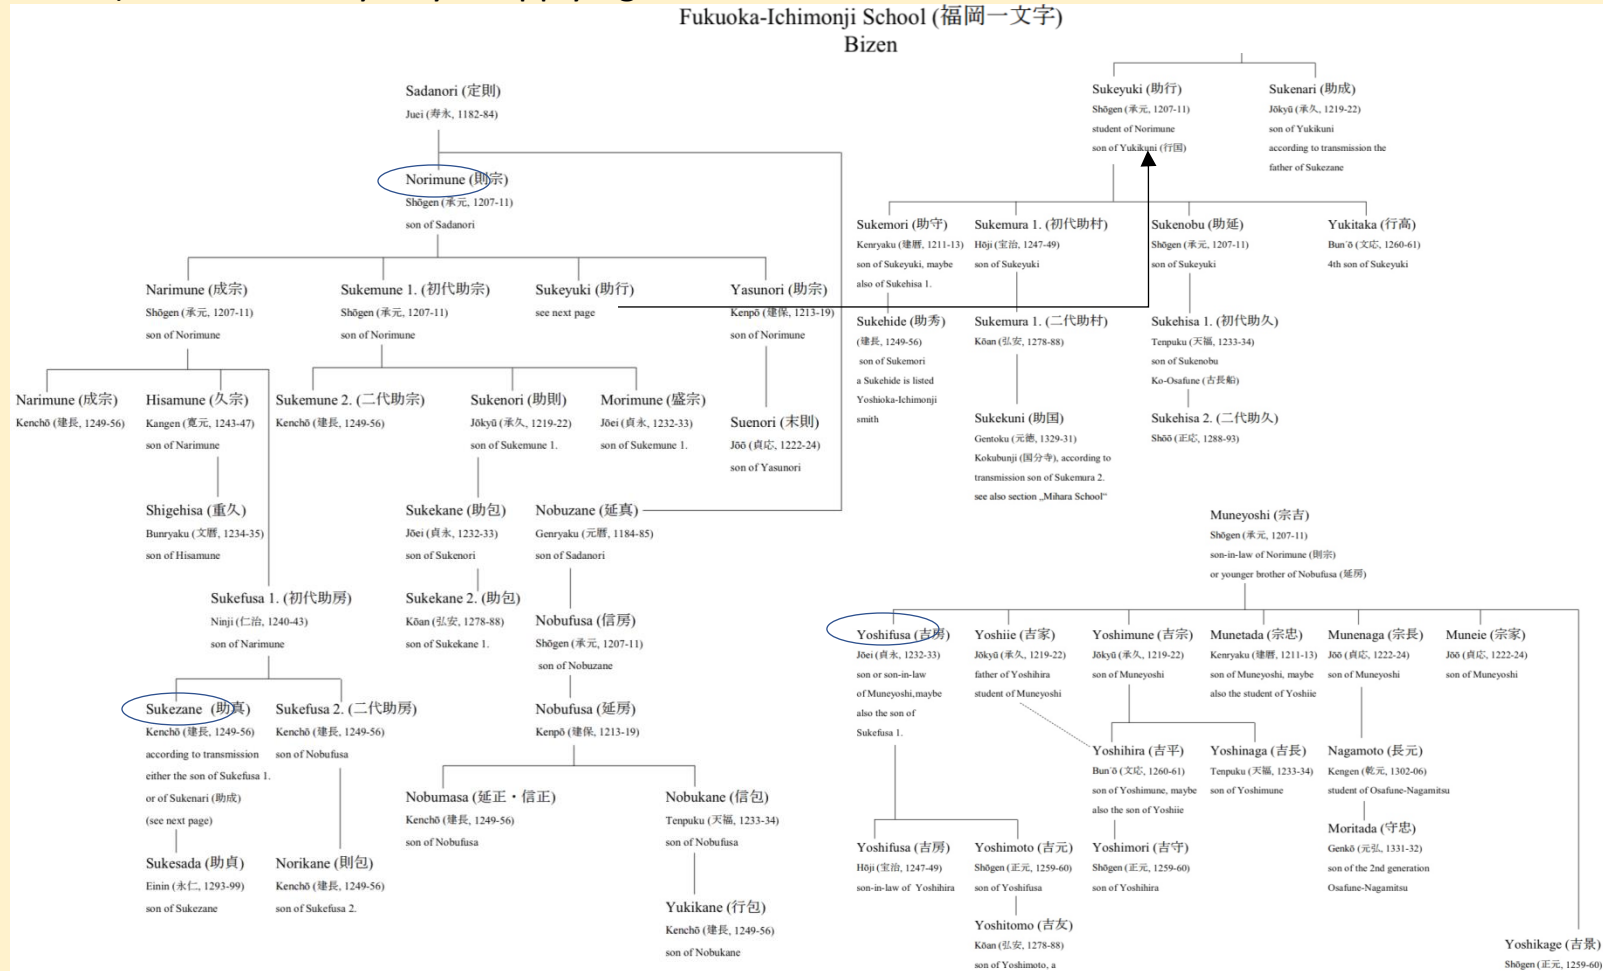 Fukuoka-Ichimonji School (福岡一文字)
Bizen
Sadanori (定則)
Juei (寿永, 1182-84)
Norimune (則宗)
Shōgen (承元, 1207-11)
son of Sadanori
Narimune (成宗)
Shōgen (承元, 1207-11)
son of Norimune
Sukemune 1. (初代助宗)
Shōgen (承元, 1207-11)
son of Norimune
Sukeyuki (助行)
see next page
Yasunori (助宗)
Kenpō (建保, 1213-19)
son of Norimune
Narimune (成宗)
Kenchō (建長, 1249-56)
Hisamune (久宗)
Kangen (寛元, 1243-47)
son of Narimune
Sukemune 2. (二代助宗)
Kenchō (建長, 1249-56)
Sukenori (助則)
Jōkyū (承久, 1219-22)
son of Sukemune 1.
Morimune (盛宗)
Jōei (貞永, 1232-33)
son of Sukemune 1.
Suenori (末則)
Jōō (貞応, 1222-24)
son of Yasunori
Shigehisa (重久)
Bunryaku (文暦, 1234-35)
son of Hisamune
Sukekane (助包)
Jōei (貞永, 1232-33)
son of Sukenori
Nobuzane (延真)
Genryaku (元暦, 1184-85)
son of Sadanori
Sukefusa 1. (初代助房)
Ninji (仁治, 1240-43)
son of Narimune
Sukekane 2. (助包)
Kōan (弘安, 1278-88)
son of Sukekane 1.
Nobufusa (信房)
Shōgen (承元, 1207-11)
son of Nobuzane
Sukezane (助真)
Kenchō (建長, 1249-56)
according to transmission
either the son of Sukefusa 1.
or of Sukenari (助成)
(see next page)
Sukefusa 2. (二代助房)
Kenchō (建長, 1249-56)
son of Nobufusa
Nobufusa (延房)
Kenpō (建保, 1213-19)
Nobumasa (延正・信正)
Kenchō (建長, 1249-56)
son of Nobufusa
Nobukane (信包)
Tenpuku (天福, 1233-34)
son of Nobufusa
Sukesada (助貞)
Einin (永仁, 1293-99)
son of Sukezane
Norikane (則包)
Kenchō (建長, 1249-56)
son of Sukefusa 2.
Yukikane (行包)
Kenchō (建長, 1249-56)
son of Nobukane
Sukeyuki (助行)
Shōgen (承元, 1207-11)
student of Norimune
son of Yukikuni (行国)
Sukenari (助成)
Jōkyū (承久, 1219-22)
son of Yukikuni
according to transmission the
father of Sukezane
Sukemori (助守)
Kenryaku (建暦, 1211-13)
son of Sukeyuki, maybe
also of Sukehisa 1.
Sukemura 1. (初代助村)
Hōji (宝治, 1247-49)
son of Sukeyuki
Sukenobu (助延)
Shōgen (承元, 1207-11)
son of Sukeyuki
Yukitaka (行高)
Bun´ō (文応, 1260-61)
4th son of Sukeyuki
Sukehide (助秀)
(建長, 1249-56)
son of Sukemori
a Sukehide is listed
Yoshioka-Ichimonji
smith
Sukemura 1. (二代助村)
Kōan (弘安, 1278-88)
Sukehisa 1. (初代助久)
Tenpuku (天福, 1233-34)
son of Sukenobu
Ko-Osafune (古長船)
Sukekuni (助国)
Gentoku (元徳, 1329-31)
Kokubunji (国分寺), according to
transmission son of Sukemura 2.
see also section „Mihara School“
Sukehisa 2. (二代助久)
Shōō (正応, 1288-93)
Muneyoshi (宗吉)
Shōgen (承元, 1207-11)
son-in-law of Norimune (則宗)
or younger brother of Nobufusa (延房)
Yoshifusa (吉房)
Jōei (貞永, 1232-33)
son or son-in-law
of Muneyoshi,maybe
also the son of
Sukefusa 1.
Yoshiie (吉家)
Jōkyū (承久, 1219-22)
father of Yoshihira
student of Muneyoshi
Yoshimune (吉宗)
Jōkyū (承久, 1219-22)
son of Muneyoshi
Munetada (宗忠)
Kenryaku (建暦, 1211-13)
son of Muneyoshi, maybe
also the student of Yoshiie
Munenaga (宗長)
Jōō (貞応, 1222-24)
son of Muneyoshi
Muneie (宗家)
Jōō (貞応, 1222-24)
son of Muneyoshi
Yoshihira (吉平)
Bun´ō (文応, 1260-61)
son of Yoshimune, maybe
also the son of Yoshiie
Yoshinaga (吉長)
Tenpuku (天福, 1233-34)
son of Yoshimune
Nagamoto (長元)
Kengen (乾元, 1302-06)
student of Osafune-Nagamitsu
Yoshifusa (吉房)
Hōji (宝治, 1247-49)
son-in-law of Yoshihira
Yoshimoto (吉元)
Shōgen (正元, 1259-60)
son of Yoshifusa
Yoshimori (吉守)
Shōgen (正元, 1259-60)
son of Yoshihira
Moritada (守忠)
Genkō (元弘, 1331-32)
son of the 2nd generation
Osafune-Nagamitsu
Yoshitomo (吉友)
Kōan (弘安, 1278-88)
son of Yoshimoto, a
Yoshikage (吉景)
Shōgen (正元, 1259-60)